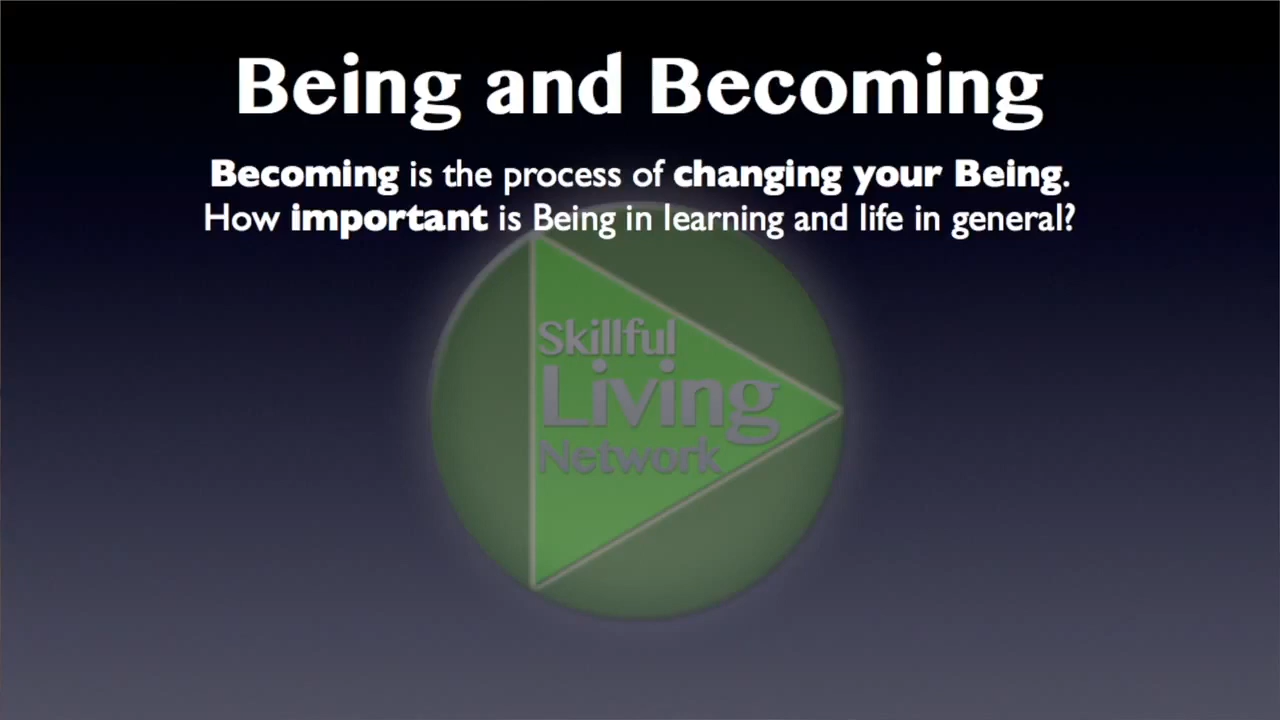 Being and Becoming
Becoming is the process of changing your Being.
How important is Being in learning and life in general?
Skillful
Living
Network